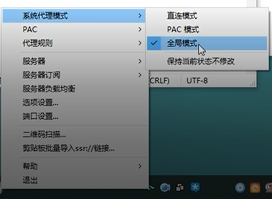 系统代理模式
PAC
代理规则
服务器
服务器订阅
服务器负载均衡
选项设置...
端口设置...
二维码扫描...
剪贴板批量导入ssr://链接...
帮助
退出
直连模式
PAC 模式
全局模式
保持当前状态不修改
CRLF)
UTF-8